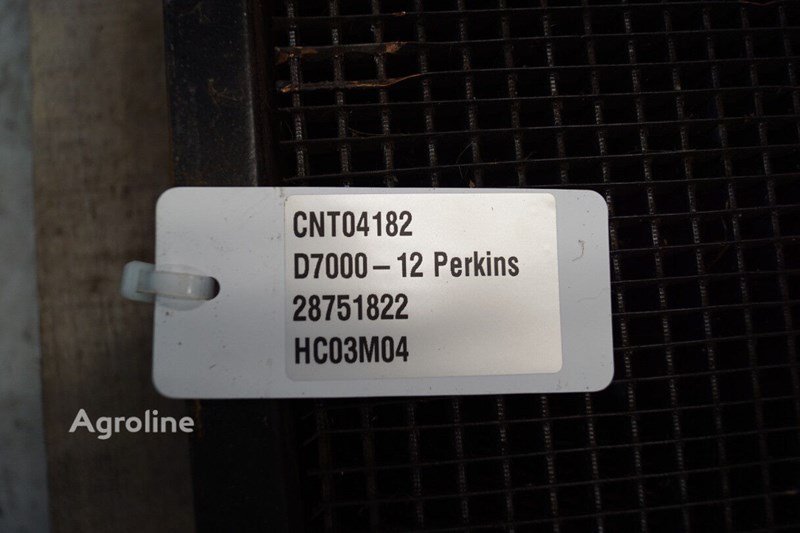 CNT04182
D7000 – 12 Perkins
28751822
HC03M04
Agroline